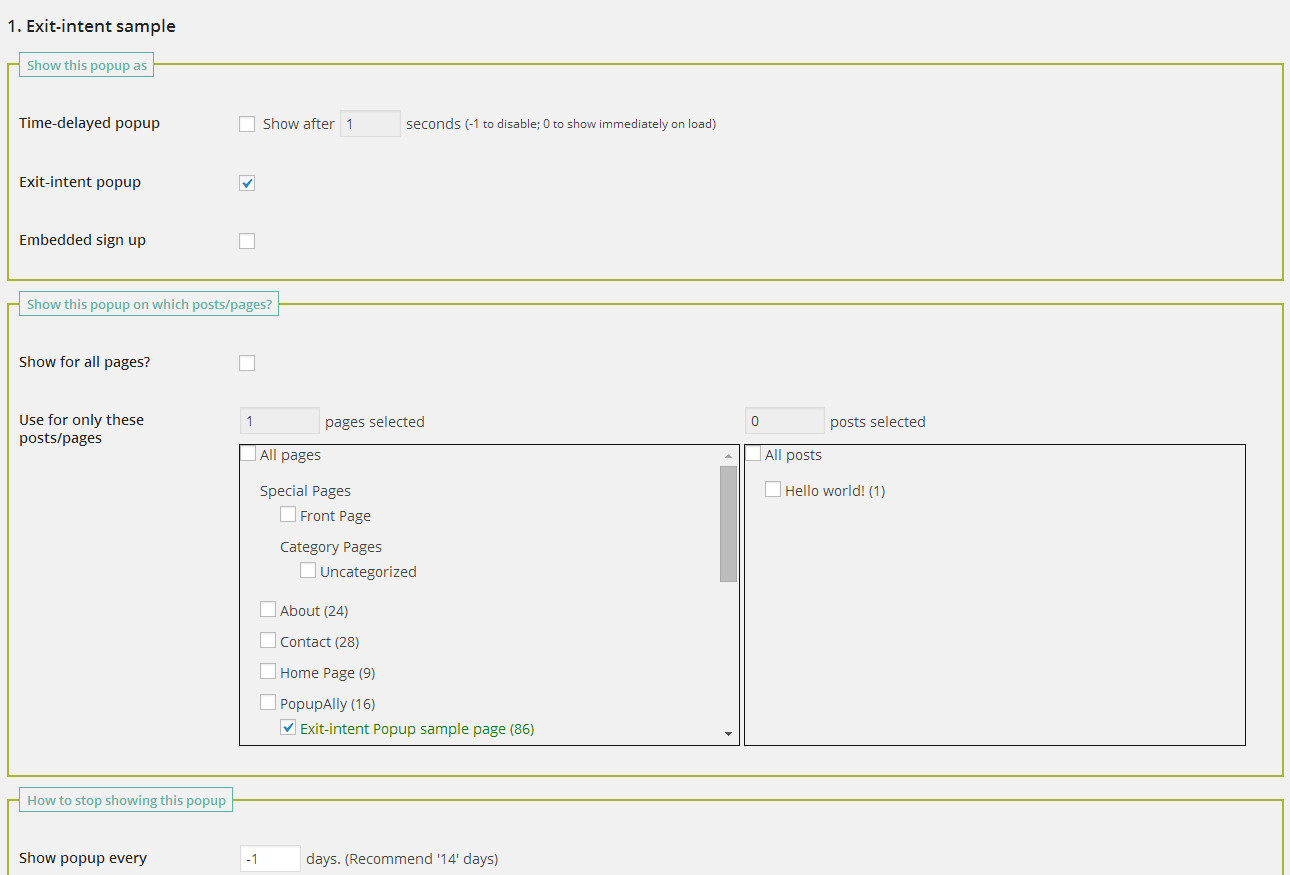 1. Exit-intent sample
Show this popup as
Time-delayed popup Show after 1 seconds (-1 to disable; 0 to show immediately on load)
Exit-intent popup
Embedded sign up
Show this popup on which posts/pages?
Show for all pages?
Use for only these posts/pages
1 pages selected
0 posts selected
All pages
Special Pages
Front Page
Category Pages
Uncategorized
About (24)
Contact (28)
Home Page (9)
PopupAlly (16)
Exit-intent Popup sample page (86)
All posts
Hello world! (1)
How to stop showing this popup
Show popup every -1 days. (Recommend '14' days)